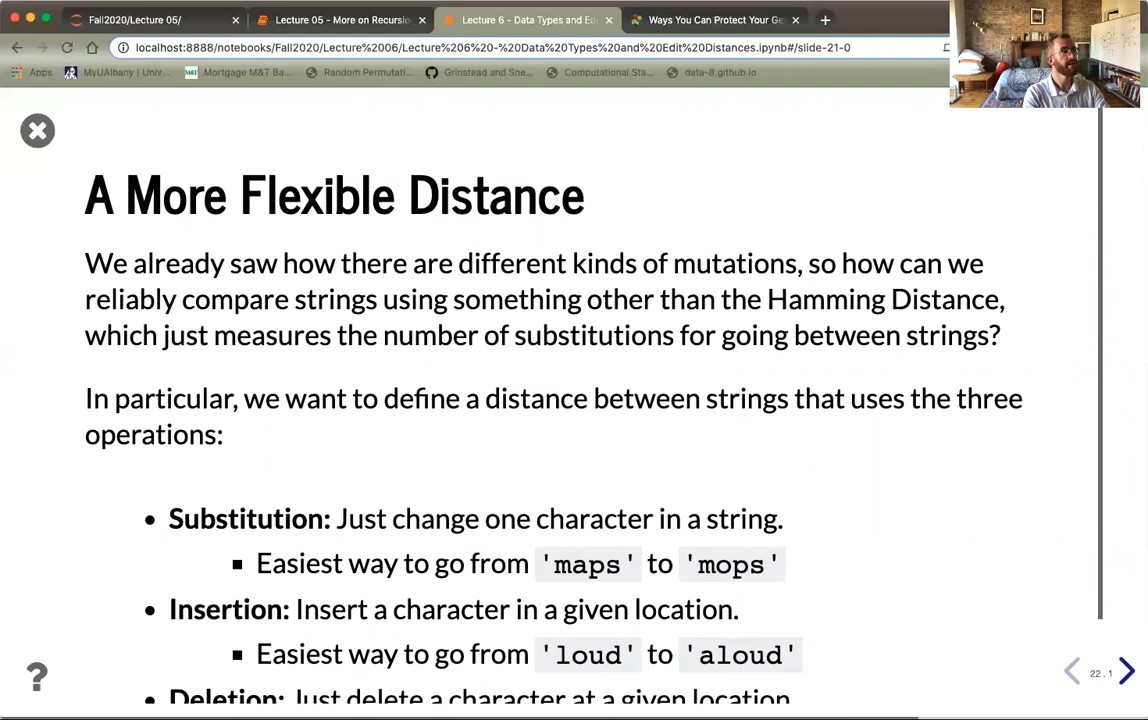 Fall2020/Lecture 05/
Lecture 05 - More on Recursio
Lecture 6 - Data Types and Ed
Ways You Can Protect Your Ge
localhost:8888/notebooks/Fall2020/Lecture%2006/Lecture%206%20-%20Data%20Types%20and%20Edit%20Distances.ipynb#/slide-21-0
Apps MyUAlbany | Univ... Mortgage M&T Ba... Random Permutati... Grinstead and Sne... Computational Sta... data-8.github.io
A More Flexible Distance
We already saw how there are different kinds of mutations, so how can we
reliably compare strings using something other than the Hamming Distance,
which just measures the number of substitutions for going between strings?
In particular, we want to define a distance between strings that uses the three
operations:
• Substitution: Just change one character in a string.
▪ Easiest way to go from 'maps' to 'mops'
• Insertion: Insert a character in a given location.
▪ Easiest way to go from 'loud' to 'aloud'
• Deletion: Just delete a character at a given location
?
22 . 1